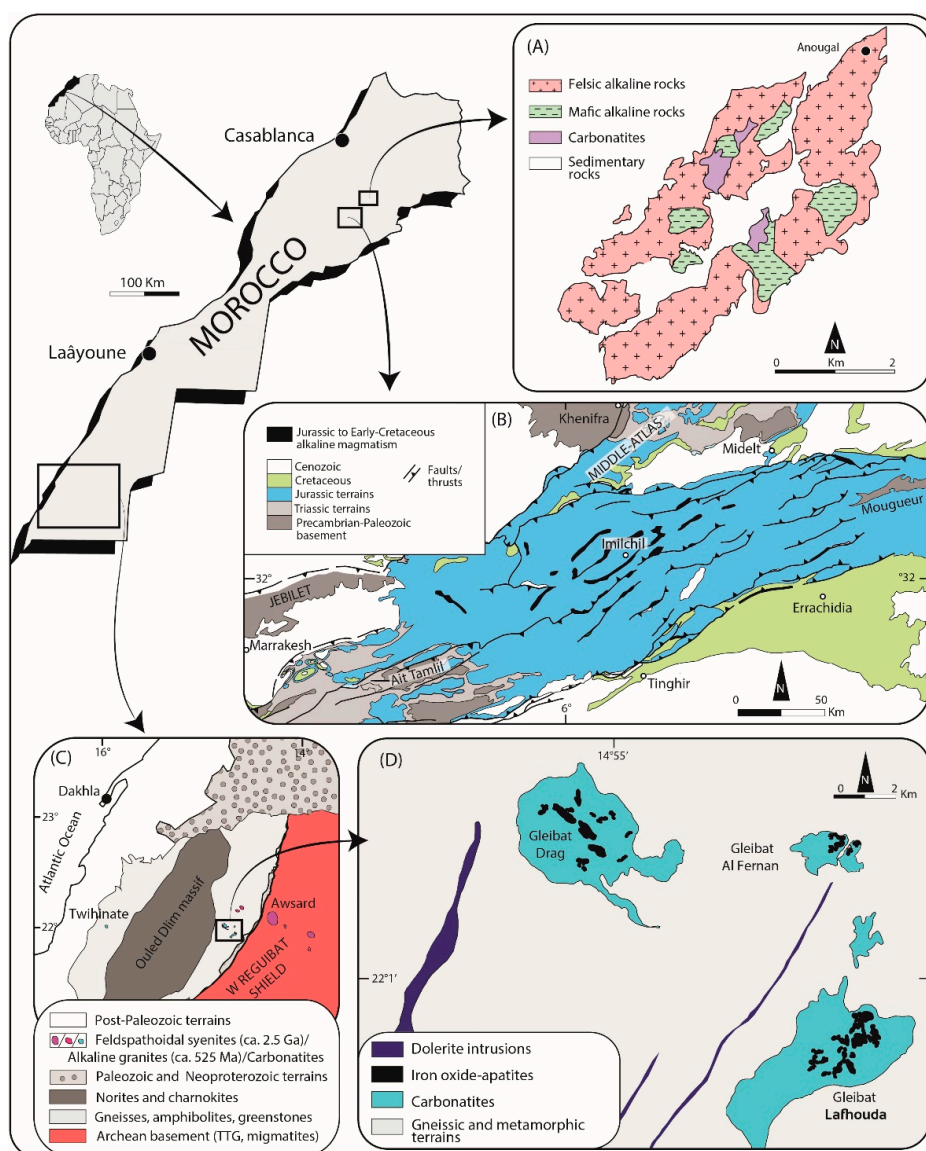 Casablanca
100 Km
MOROCCO
Laâyoune
(A)
Anougal
Felsic alkaline rocks
Mafic alkaline rocks
Carbonatites
Sedimentary
rocks
N
0 Km 2
(B)
Jurassic to Early-Cretaceous
alkaline magmatism
Cenozoic
Cretaceous
Jurassic terrains
Triassic terrains
Precambrian-Paleozoic
basement
Faults/
thrusts
Khenifra
MIDDLE-ATLAS
Midelt
Mougueur
Imilchil
32°
°32
JEBILET
Errachidia
Marrakesh
Ait Tamlil
Tinghir
6°
N
0 Km 50
(C)
16°
14°
Dakhla
23°
Atlantic Ocean
Twihinate
Ouled Dlim massif
Awsard
22°
W REGUIBAT
SHIELD
Post-Paleozoic terrains
Feldspathoidal syenites (ca. 2.5 Ga)/
Alkaline granites (ca. 525 Ma)/Carbonatites
Paleozoic and Neoproterozoic terrains
Norites and charnokites
Gneisses, amphibolites, greenstones
Archean basement (TTG, migmatites)
(D)
14°55'
N
0 2
Km
Gleibat
Drag
Gleibat
Al Fernan
22°1'
Dolerite intrusions
Iron oxide-apatites
Carbonatites
Gneissic and metamorphic
terrains
Gleibat
Lafhouda